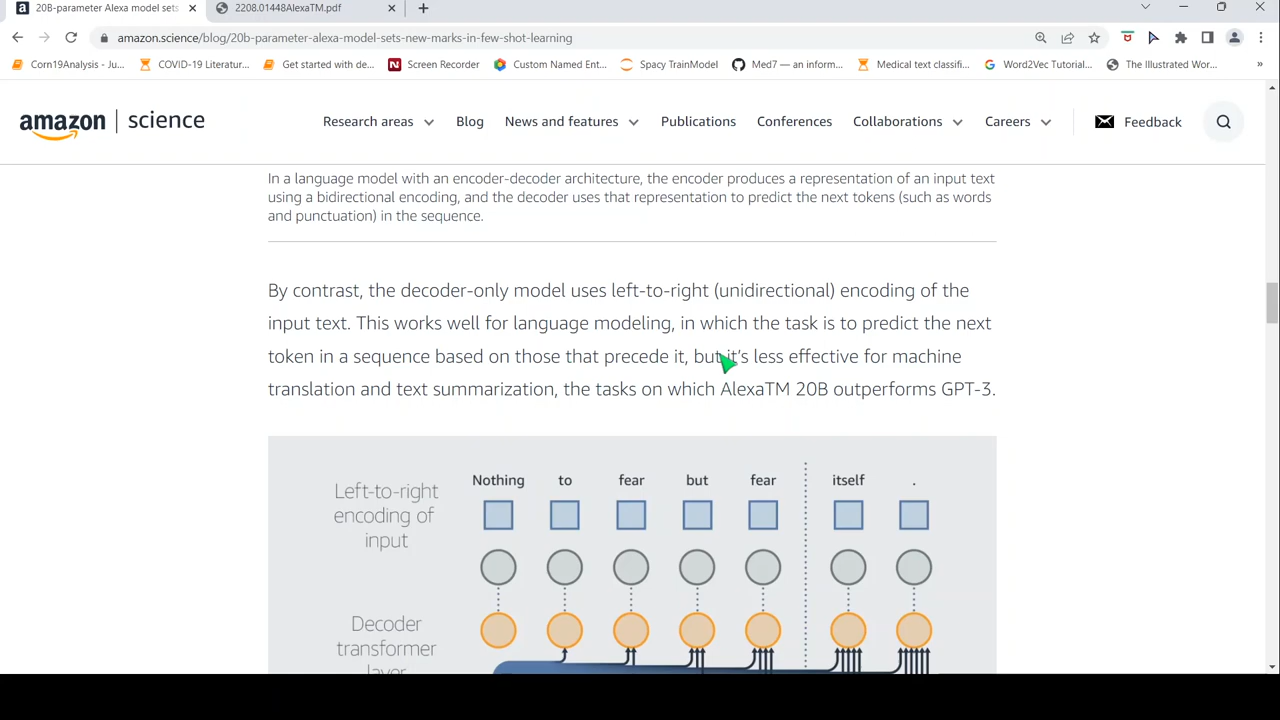 20B-parameter Alexa model sets
2208.01448AlexaTM.pdf
amazon.science/blog/20b-parameter-alexa-model-sets-new-marks-in-few-shot-learning
Corn19Analysis - Ju...
COVID-19 Literatur...
Get started with de...
Screen Recorder
Custom Named Ent...
Spacy TrainModel
Med7 — an inform...
Medical text classifi...
Word2Vec Tutorial...
The Illustrated Wor...
»
amazon | science
Research areas
Blog
News and features
Publications
Conferences
Collaborations
Careers
Feedback
In a language model with an encoder-decoder architecture, the encoder produces a representation of an input text
using a bidirectional encoding, and the decoder uses that representation to predict the next tokens (such as words
and punctuation) in the sequence.
By contrast, the decoder-only model uses left-to-right (unidirectional) encoding of the
input text. This works well for language modeling, in which the task is to predict the next
token in a sequence based on those that precede it, but it's less effective for machine
translation and text summarization, the tasks on which AlexaTM 20B outperforms GPT-3.
Nothing to fear but fear itself .
Left-to-right
encoding of
input
Decoder
transformer
layer